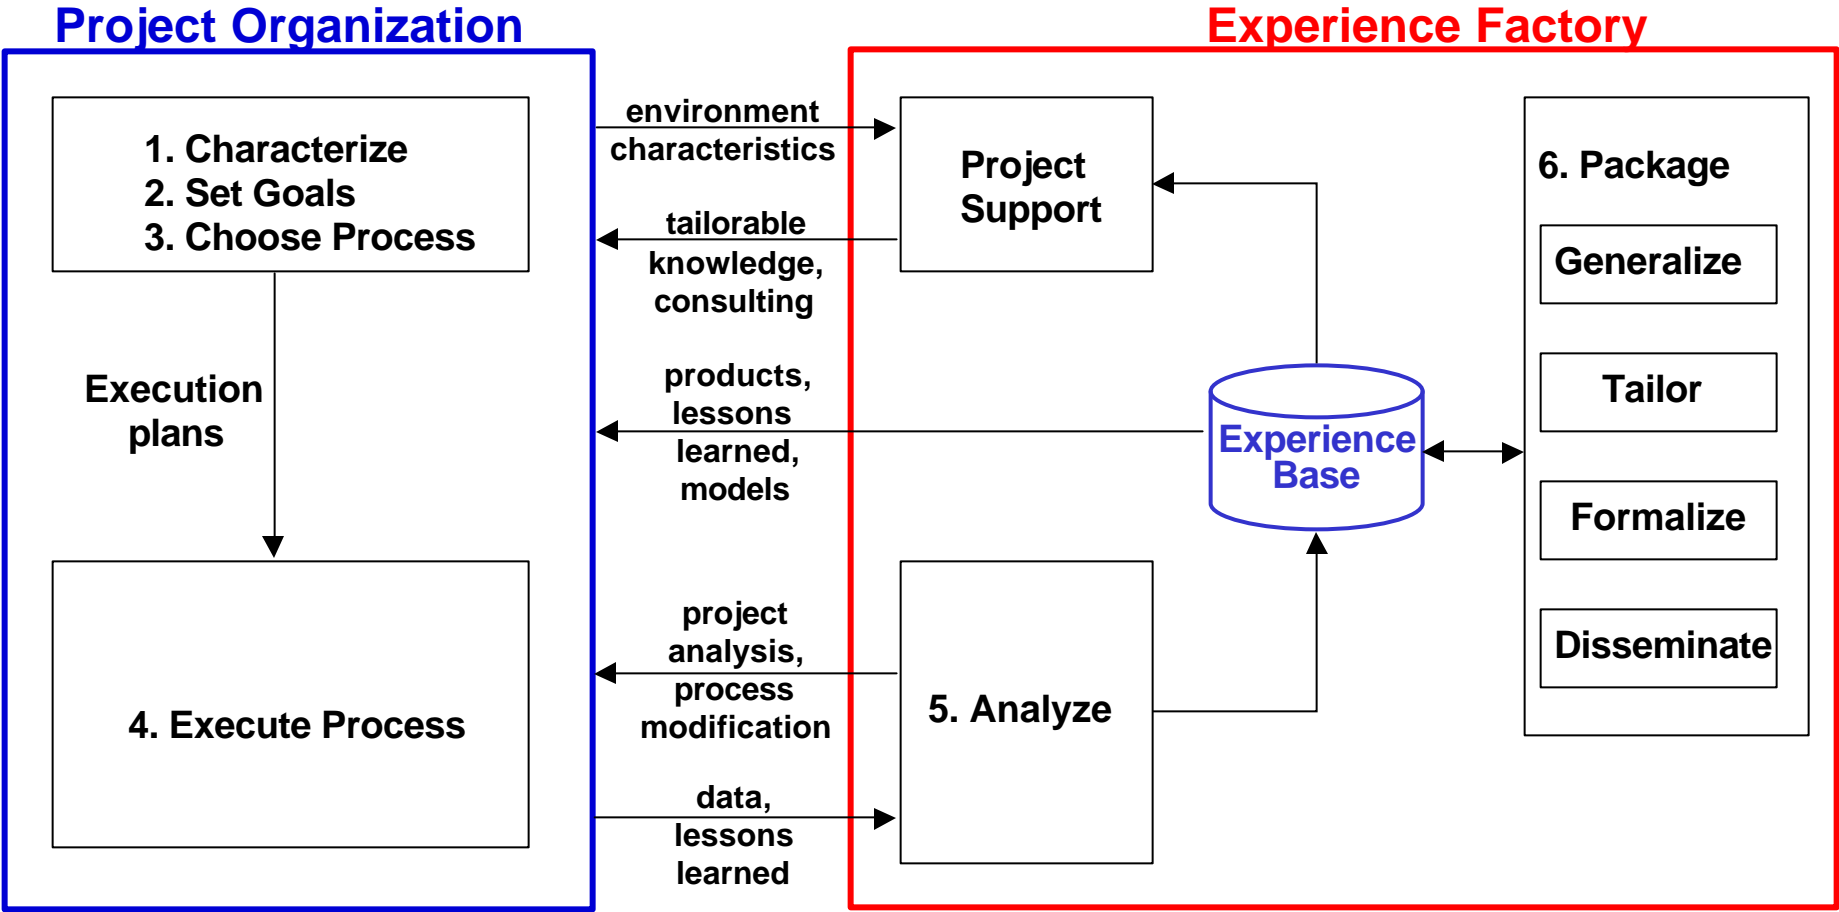 Project Organization
Experience Factory
1. Characterize
2. Set Goals
3. Choose Process
Execution
plans
4. Execute Process
environment
characteristics
tailorable
knowledge,
consulting
products,
lessons
learned,
models
project
analysis,
process
modification
data,
lessons
learned
Project
Support
Experience
Base
5. Analyze
6. Package
Generalize
Tailor
Formalize
Disseminate